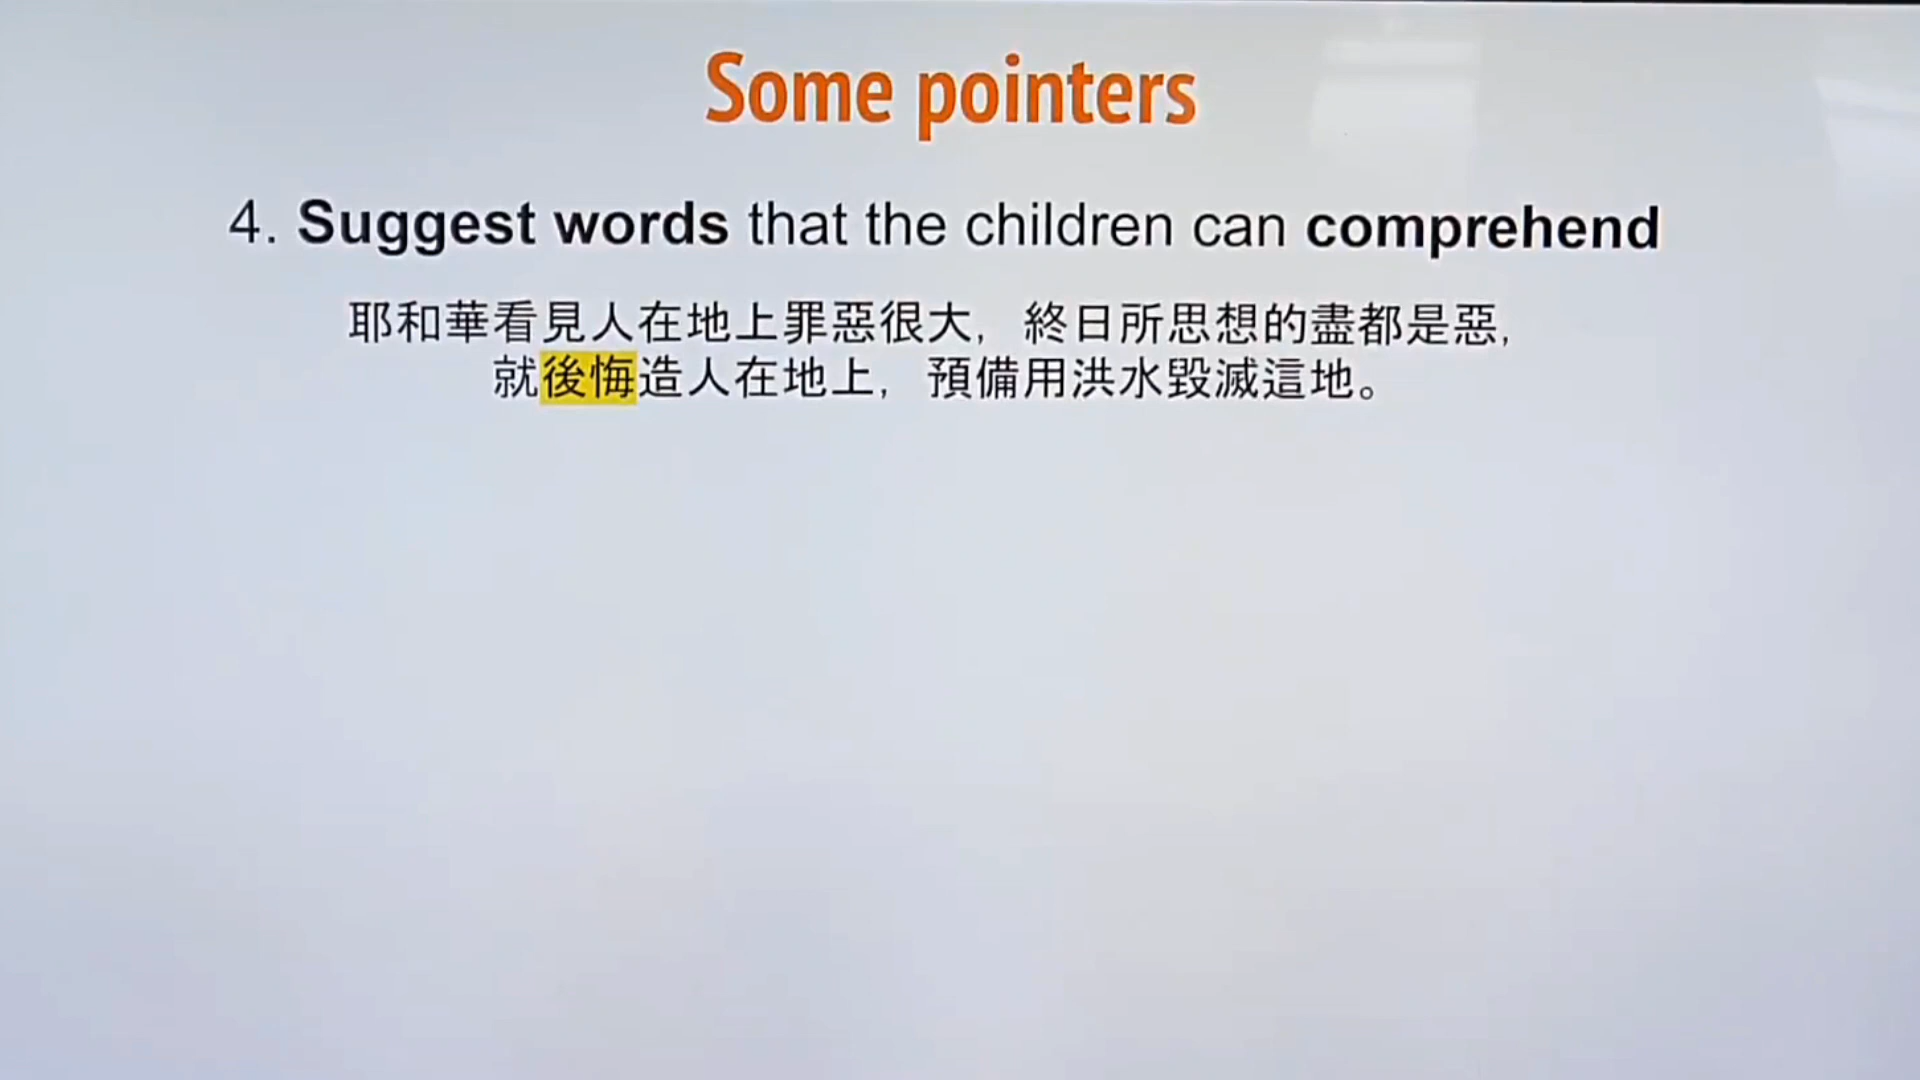 Some pointers
4. Suggest words that the children can comprehend
耶和華看見人在地上罪惡很大，終日所思想的盡都是惡，
就後悔造人在地上，預備用洪水毀滅這地。